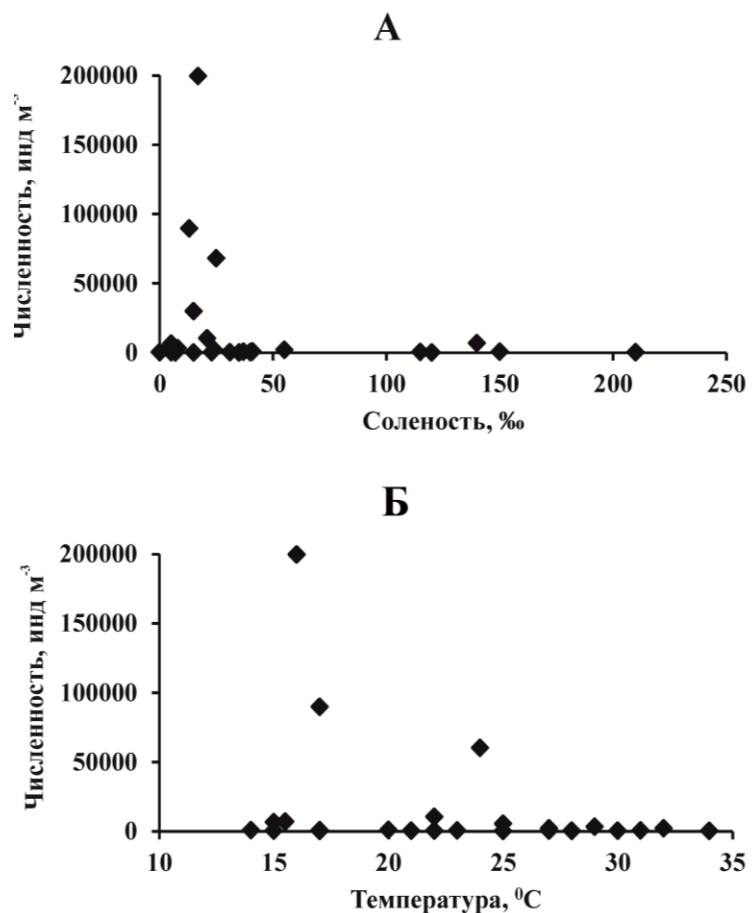 А
Численность, инд м⁻³
200000
150000
100000
50000
0
0 50 100 150 200 250
Соленость, ‰
Б
Численность, инд м⁻³
200000
150000
100000
50000
0
10 15 20 25 30 35
Температура, ⁰С